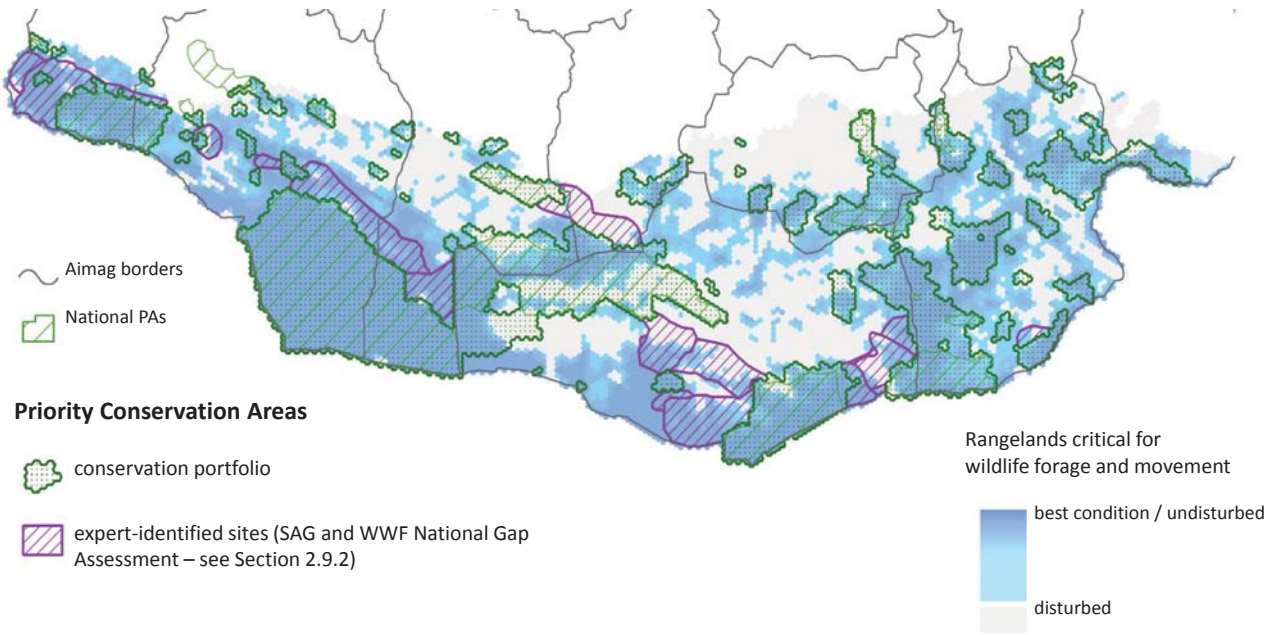 Aimag borders
National PAs
Priority Conservation Areas
conservation portfolio
expert-identified sites (SAG and WWF National Gap
Assessment – see Section 2.9.2)
Rangelands critical for
wildlife forage and movement
best condition / undisturbed
disturbed